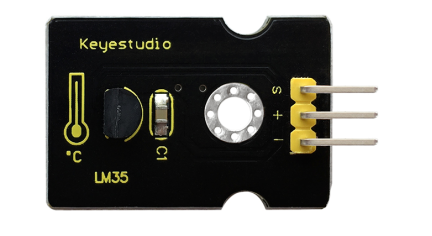 Keyestudio
S
+
-
°C
C1
LM35